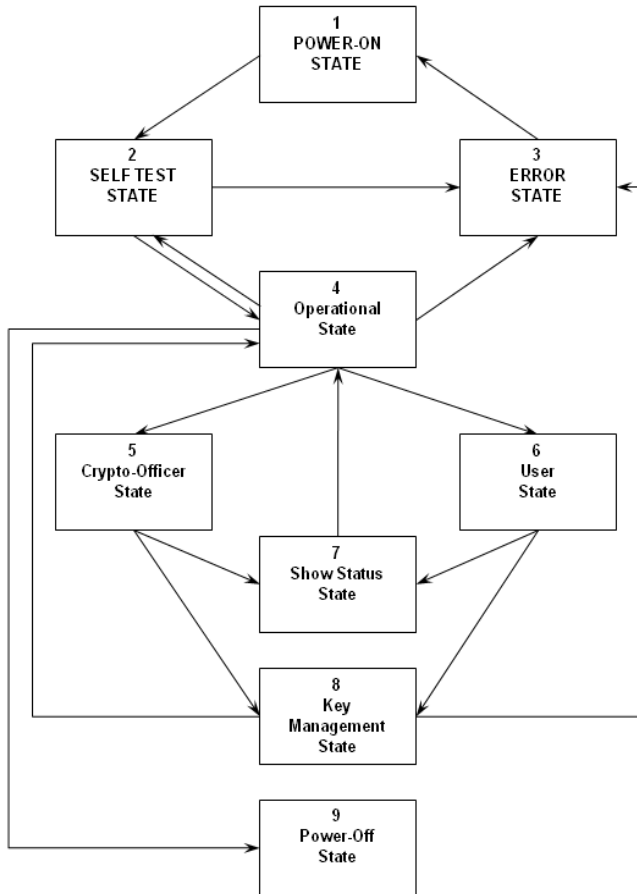 1
POWER-ON
STATE
2
SELF TEST
STATE
3
ERROR
STATE
4
Operational
State
5
Crypto-Officer
State
6
User
State
7
Show Status
State
8
Key
Management
State
9
Power-Off
State